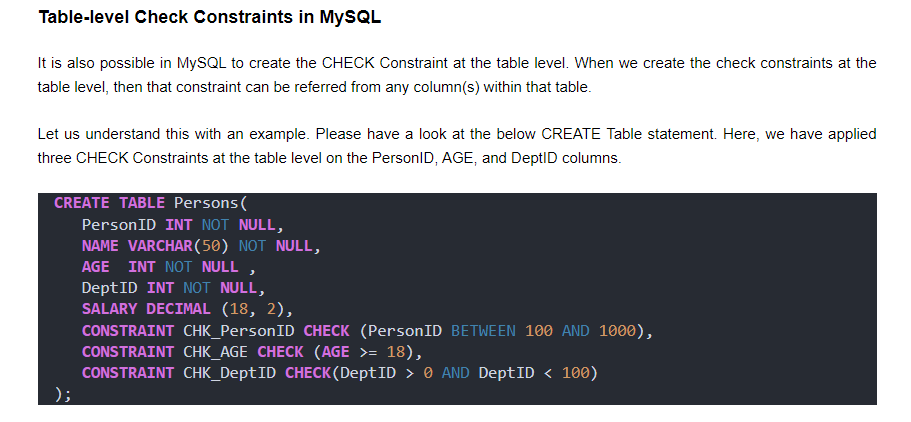 Table-level Check Constraints in MySQL
It is also possible in MySQL to create the CHECK Constraint at the table level. When we create the check constraints at the
table level, then that constraint can be referred from any column(s) within that table.
Let us understand this with an example. Please have a look at the below CREATE Table statement. Here, we have applied
three CHECK Constraints at the table level on the PersonID, AGE, and DeptID columns.
CREATE TABLE Persons(
   PersonID INT NOT NULL,
   NAME VARCHAR(50) NOT NULL,
   AGE  INT NOT NULL ,
   DeptID INT NOT NULL,
   SALARY DECIMAL (18, 2),
   CONSTRAINT CHK_PersonID CHECK (PersonID BETWEEN 100 AND 1000),
   CONSTRAINT CHK_AGE CHECK (AGE >= 18),
   CONSTRAINT CHK_DeptID CHECK(DeptID > 0 AND DeptID < 100)
);